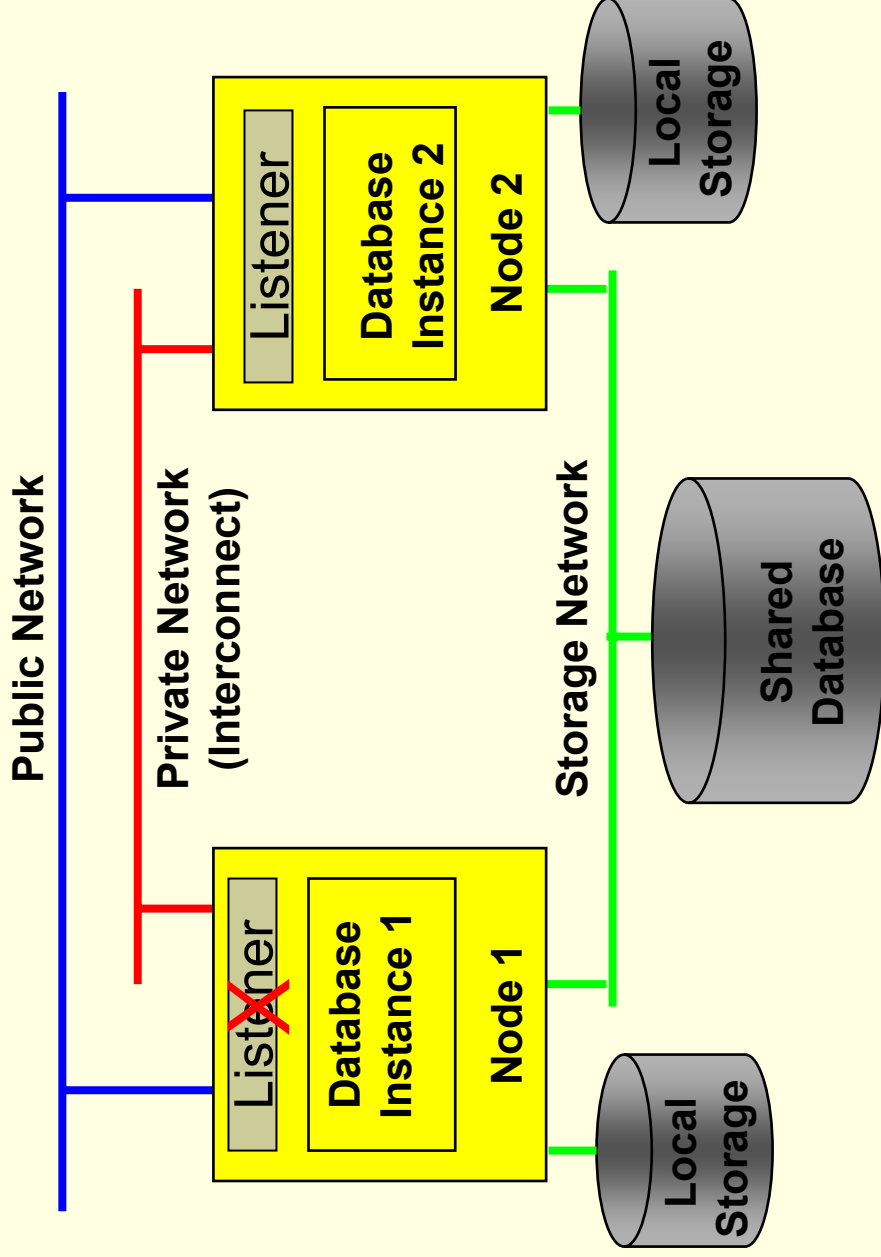 Public Network
Private Network
(Interconnect)
Listener
Database
Instance 1
Node 1
Listener
Database
Instance 2
Node 2
Storage Network
Local
Storage
Shared
Database
Local
Storage